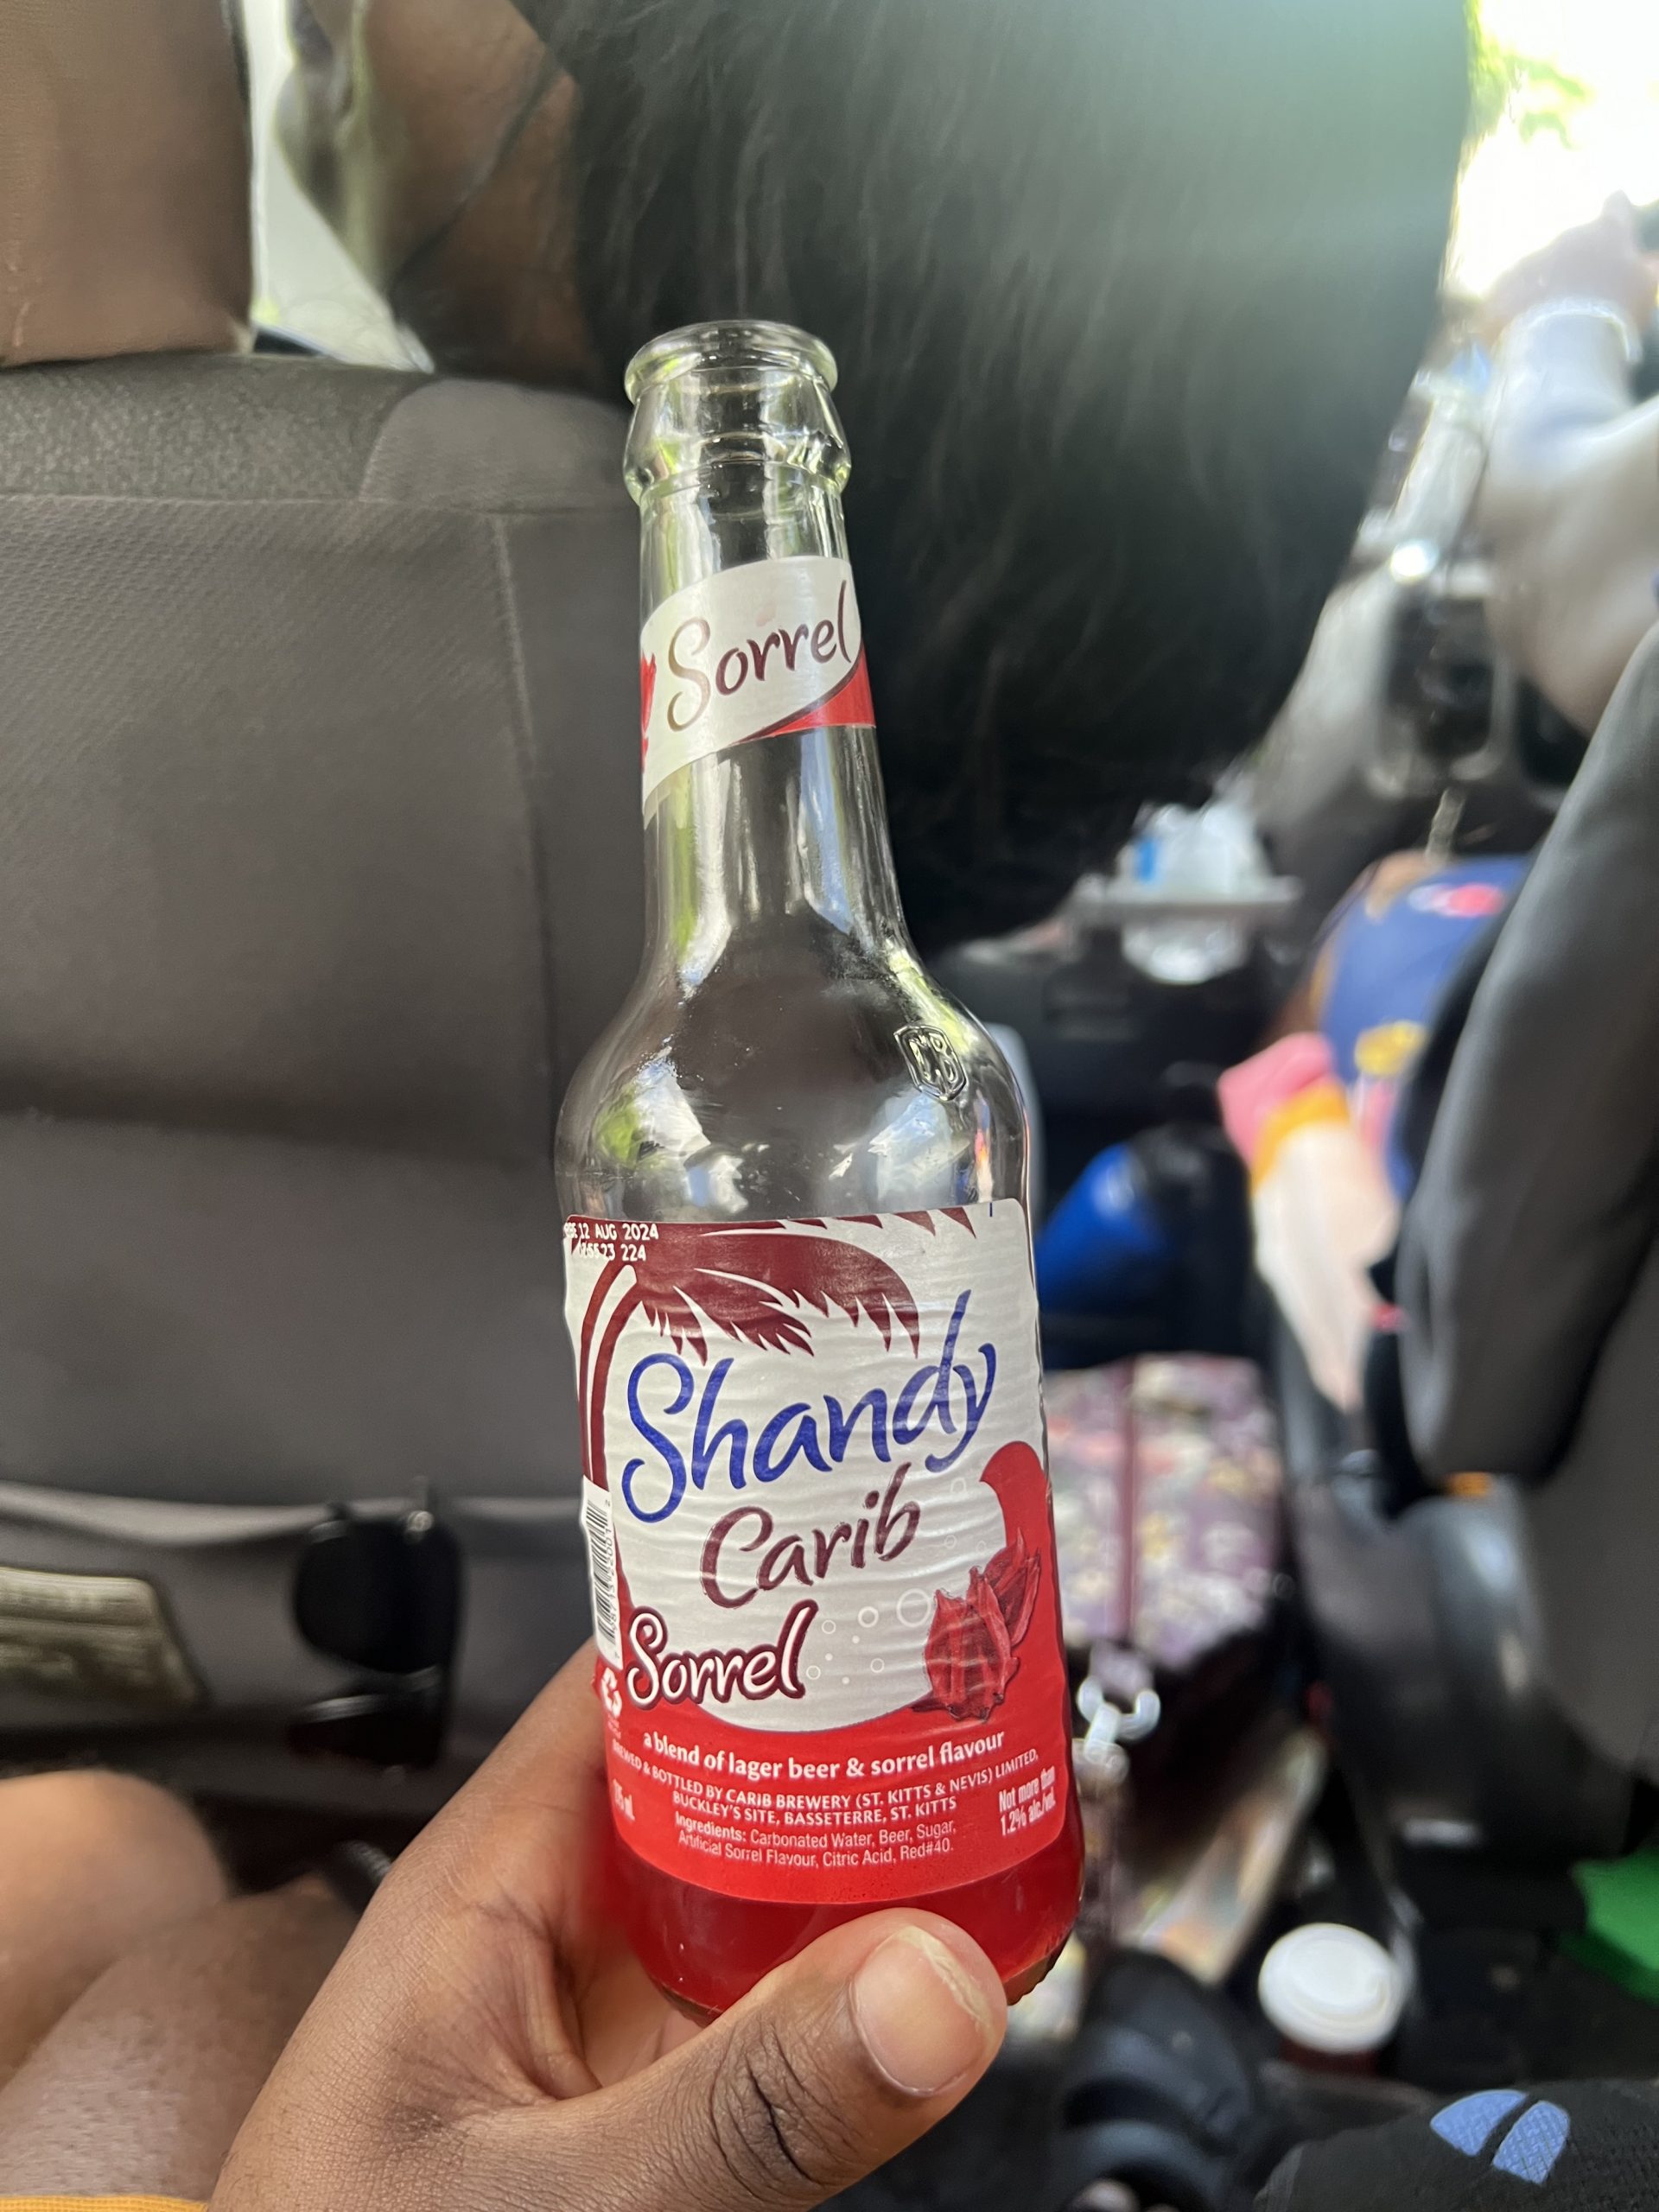 Sorrel
BBE 12 AUG 2024
224
Shandy
Carib
Sorrel
a blend of lager beer & sorrel flavour
BREWED & BOTTLED BY CARIB BREWERY (ST. KITTS & NEVIS) LIMITED,
BUCKLEY'S SITE, BASSETERRE, ST. KITTS
Not more than
1.2% alc./vol.
Ingredients: Carbonated Water, Beer, Sugar,
Artificial Sorrel Flavour, Citric Acid, Red#40.
CB